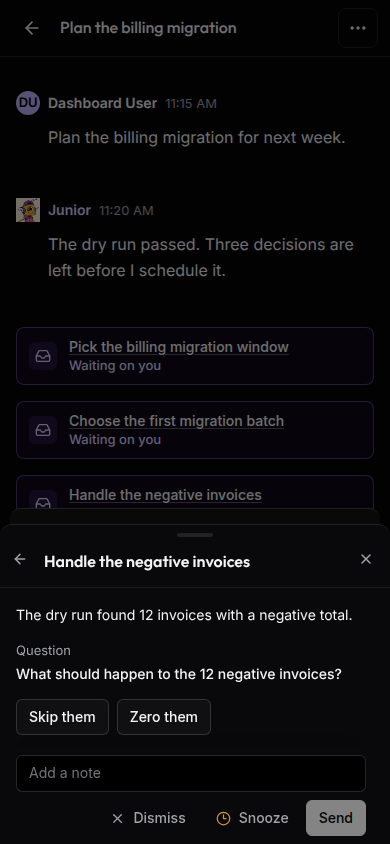 Plan the billing migration
DU Dashboard User 11:15 AM
Plan the billing migration for next week.
Junior 11:20 AM
The dry run passed. Three decisions are
left before I schedule it.
Pick the billing migration window
Waiting on you
Choose the first migration batch
Waiting on you
Handle the negative invoices
Handle the negative invoices
The dry run found 12 invoices with a negative total.
Question
What should happen to the 12 negative invoices?
Skip them Zero them
Add a note
Dismiss Snooze Send